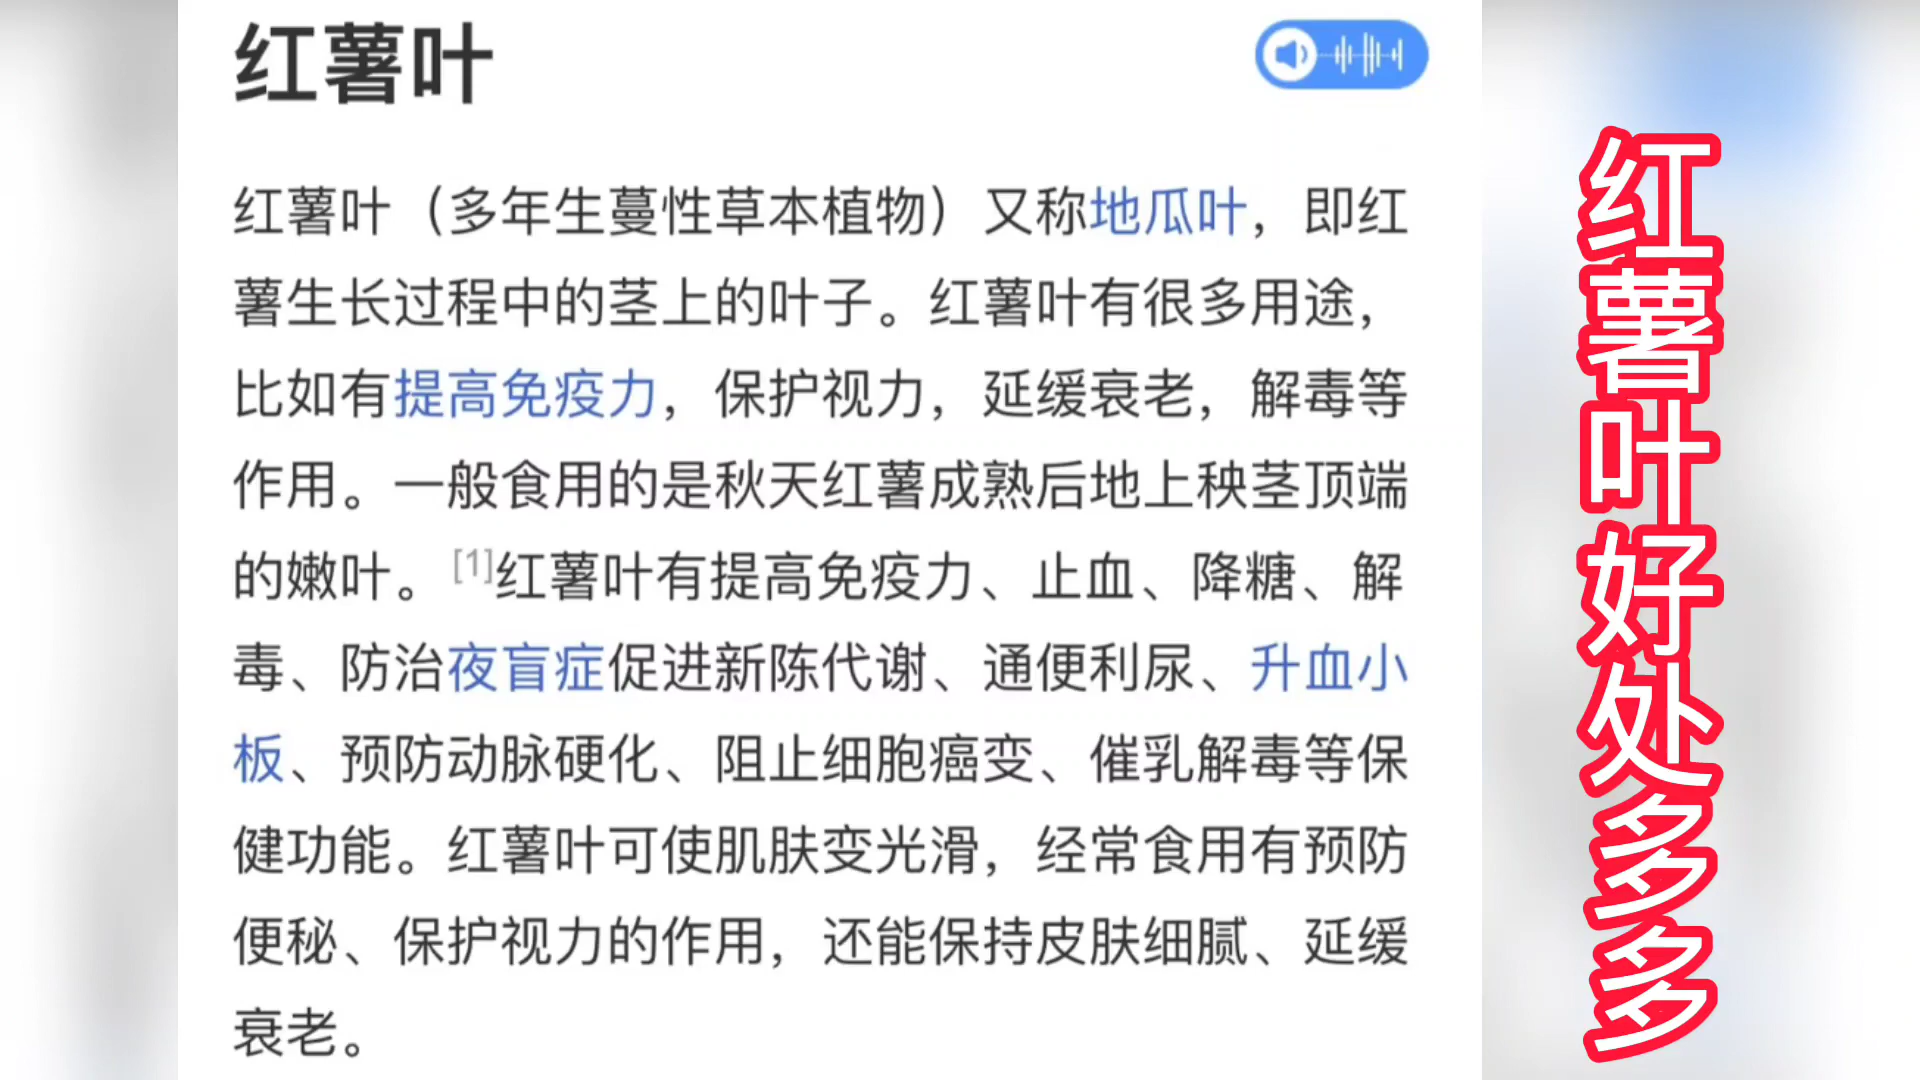 红薯叶
红薯叶（多年生蔓性草本植物）又称地瓜叶，即红
薯生长过程中的茎上的叶子。红薯叶有很多用途，
比如有提高免疫力，保护视力，延缓衰老，解毒等
作用。一般食用的是秋天红薯成熟后地上秧茎顶端
的嫩叶。[1]红薯叶有提高免疫力、止血、降糖、解
毒、防治夜盲症促进新陈代谢、通便利尿、升血小
板、预防动脉硬化、阻止细胞癌变、催乳解毒等保
健功能。红薯叶可使肌肤变光滑，经常食用有预防
便秘、保护视力的作用，还能保持皮肤细腻、延缓
衰老。
红薯叶好处多多